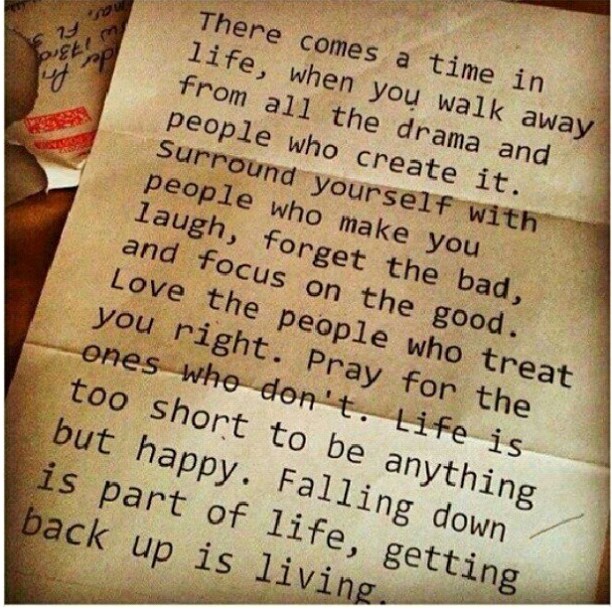 There comes a time in
life, when you walk away
from all the drama and
people who create it.
Surround yourself with
people who make you
laugh, forget the bad,
and focus on the good.
Love the people who treat
you right. Pray for the
ones who don't. Life is
too short to be anything
but happy. Falling down
is part of life, getting
back up is living.